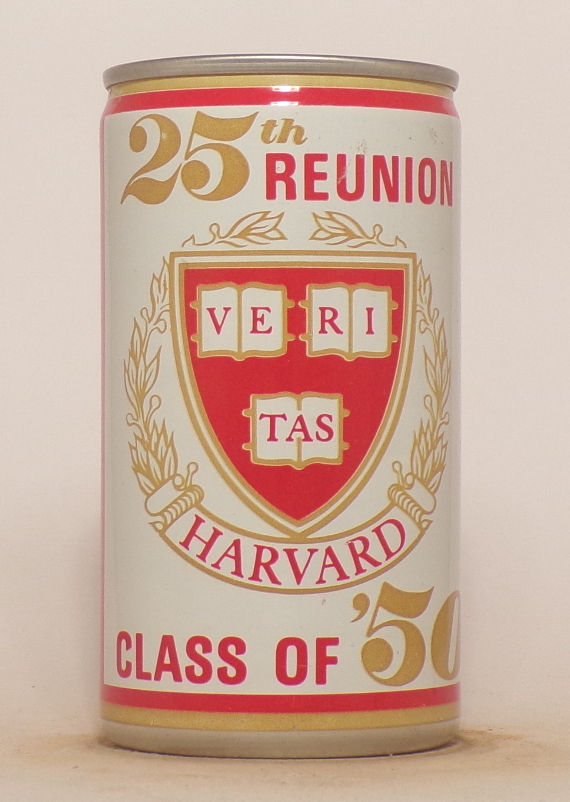 25th
REUNION
VE RI
TAS
HARVARD
CLASS OF '50